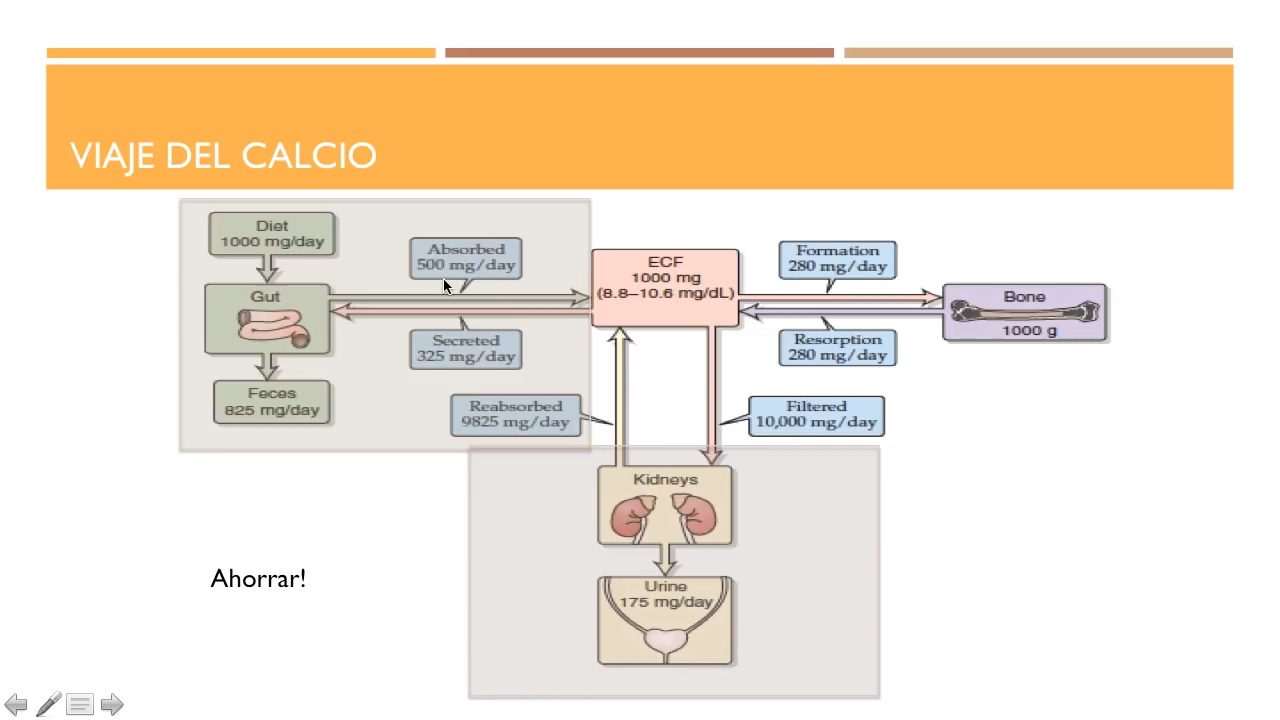 VIAJE DEL CALCIO
Diet
1000 mg/day
Absorbed
500 mg/day
Gut
Secreted
325 mg/day
Feces
825 mg/day
ECF
1000 mg
(8.8–10.6 mg/dL)
Formation
280 mg/day
Bone
1000 g
Resorption
280 mg/day
Reabsorbed
9825 mg/day
Filtered
10,000 mg/day
Kidneys
Urine
175 mg/day
Ahorrar!